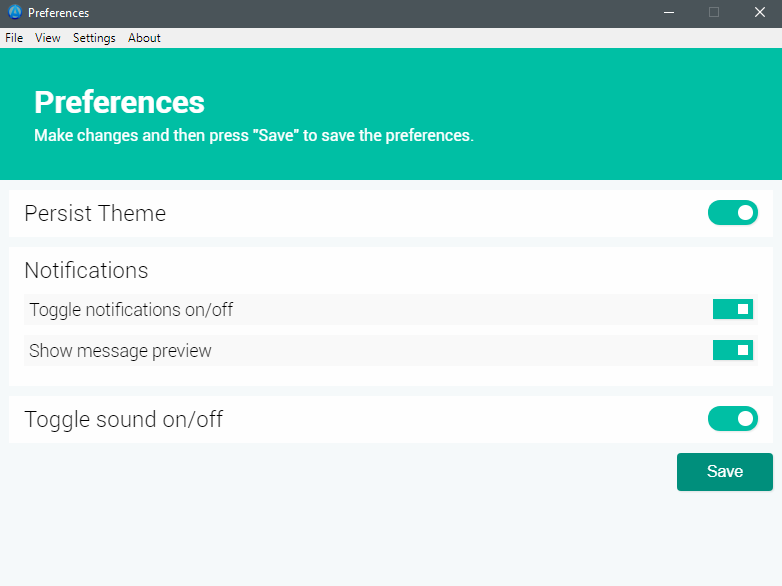 Preferences
File View Settings About
Preferences
Make changes and then press "Save" to save the preferences.
Persist Theme
Notifications
Toggle notifications on/off
Show message preview
Toggle sound on/off
Save